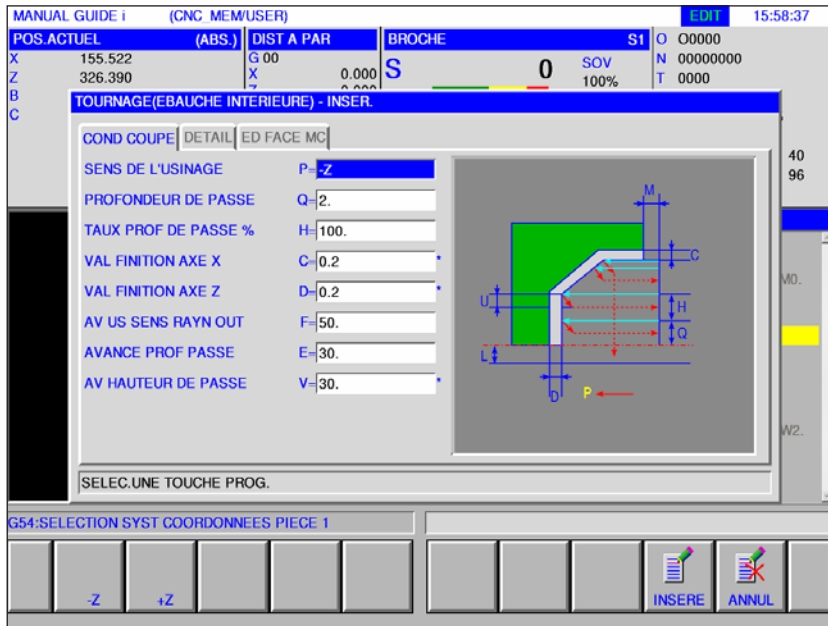 MANUAL GUIDE i (CNC_MEM/USER) EDIT 15:58:37
POS.ACTUEL (ABS.) DIST A PAR BROCHE S1 O O0000
X 155.522 G 00 S 0 SOV N 00000000
Z 326.390 X 0.000 100% T 0000
B
C
TOURNAGE(EBAUCHE INTERIEURE) - INSER.
COND COUPE DETAIL ED FACE MC
40
96
SENS DE L'USINAGE P= -Z
PROFONDEUR DE PASSE Q= 2.
TAUX PROF DE PASSE % H= 100.
VAL FINITION AXE X C= 0.2 *
VAL FINITION AXE Z D= 0.2 *
AV US SENS RAYN OUT F= 50.
AVANCE PROF PASSE E= 30.
AV HAUTEUR DE PASSE V= 30. *
M
C
U
H
Q
L
D
P
M0.
W2.
SELEC.UNE TOUCHE PROG.
G54:SELECTION SYST COORDONNEES PIECE 1
-Z +Z INSERE ANNUL